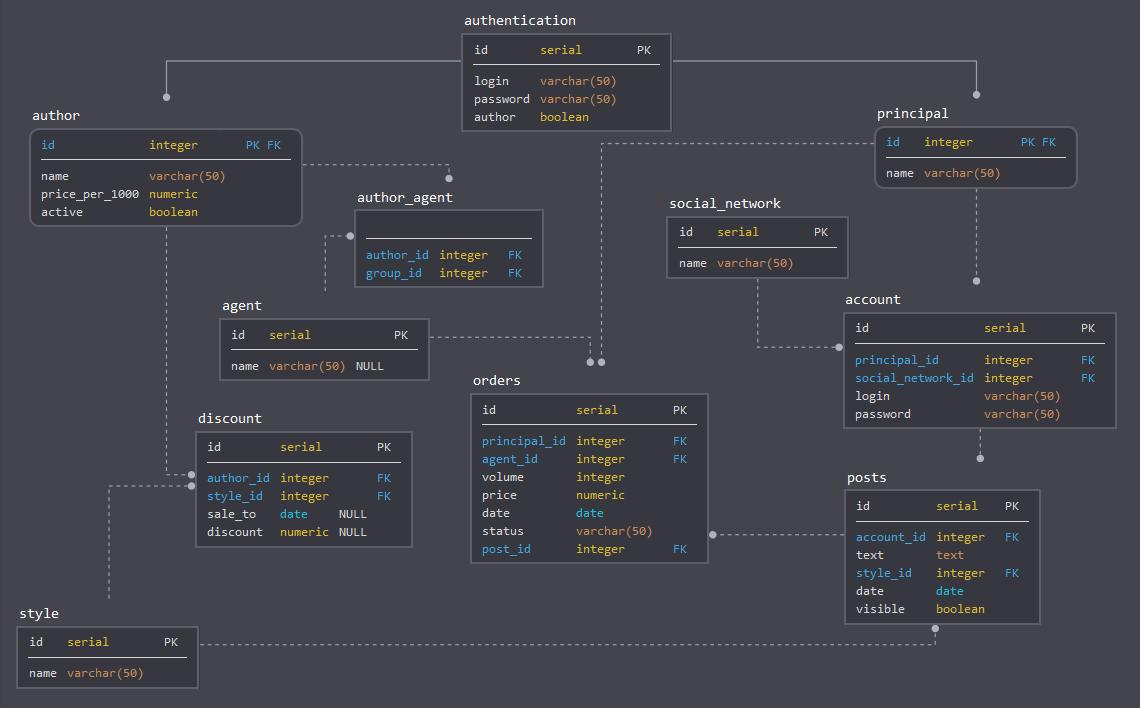 authentication
id serial PK
login varchar(50)
password varchar(50)
author boolean
author
id integer PK FK
name varchar(50)
price_per_1000 numeric
active boolean
principal
id integer PK FK
name varchar(50)
author_agent
author_id integer FK
group_id integer FK
social_network
id serial PK
name varchar(50)
agent
id serial PK
name varchar(50) NULL
account
id serial PK
principal_id integer FK
social_network_id integer FK
login varchar(50)
password varchar(50)
orders
id serial PK
principal_id integer FK
agent_id integer FK
volume integer
price numeric
date date
status varchar(50)
post_id integer FK
discount
id serial PK
author_id integer FK
style_id integer FK
sale_to date NULL
discount numeric NULL
posts
id serial PK
account_id integer FK
text text
style_id integer FK
date date
visible boolean
style
id serial PK
name varchar(50)